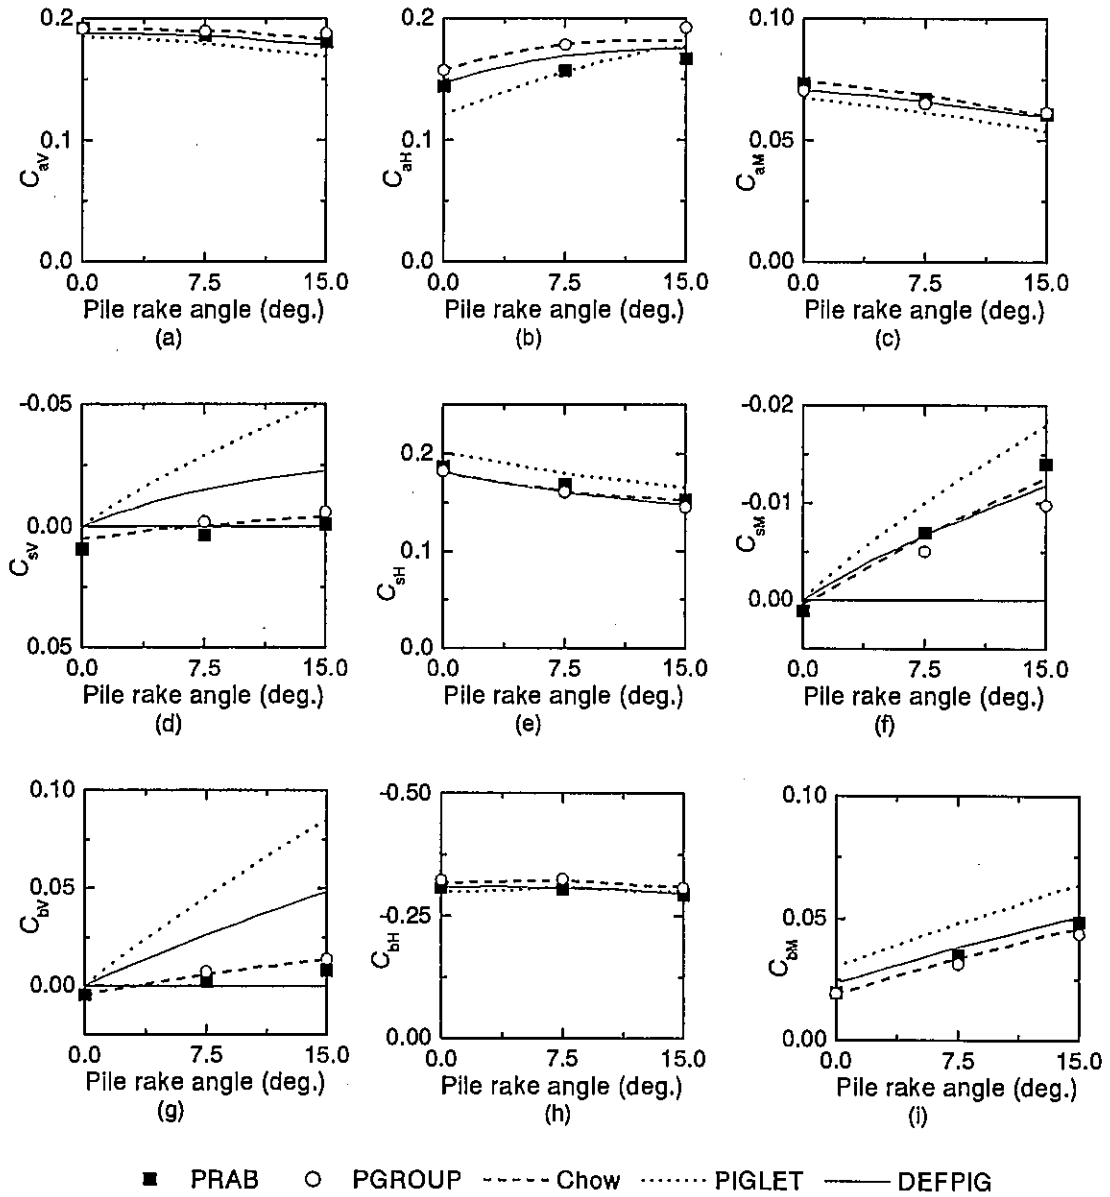 0.2
0.1
0.0
C_aV
0.0 7.5 15.0
Pile rake angle (deg.)
(a)
0.2
0.1
0.0
C_aH
0.0 7.5 15.0
Pile rake angle (deg.)
(b)
0.10
0.05
0.00
C_aM
0.0 7.5 15.0
Pile rake angle (deg.)
(c)
-0.05
0.00
0.05
C_sV
0.0 7.5 15.0
Pile rake angle (deg.)
(d)
0.2
0.1
0.0
C_sH
0.0 7.5 15.0
Pile rake angle (deg.)
(e)
-0.02
-0.01
0.00
C_sM
0.0 7.5 15.0
Pile rake angle (deg.)
(f)
0.10
0.05
0.00
C_bV
0.0 7.5 15.0
Pile rake angle (deg.)
(g)
-0.50
-0.25
0.00
C_bH
0.0 7.5 15.0
Pile rake angle (deg.)
(h)
0.10
0.05
0.00
C_bM
0.0 7.5 15.0
Pile rake angle (deg.)
(i)
PRAB PGROUP Chow PIGLET DEFPIG